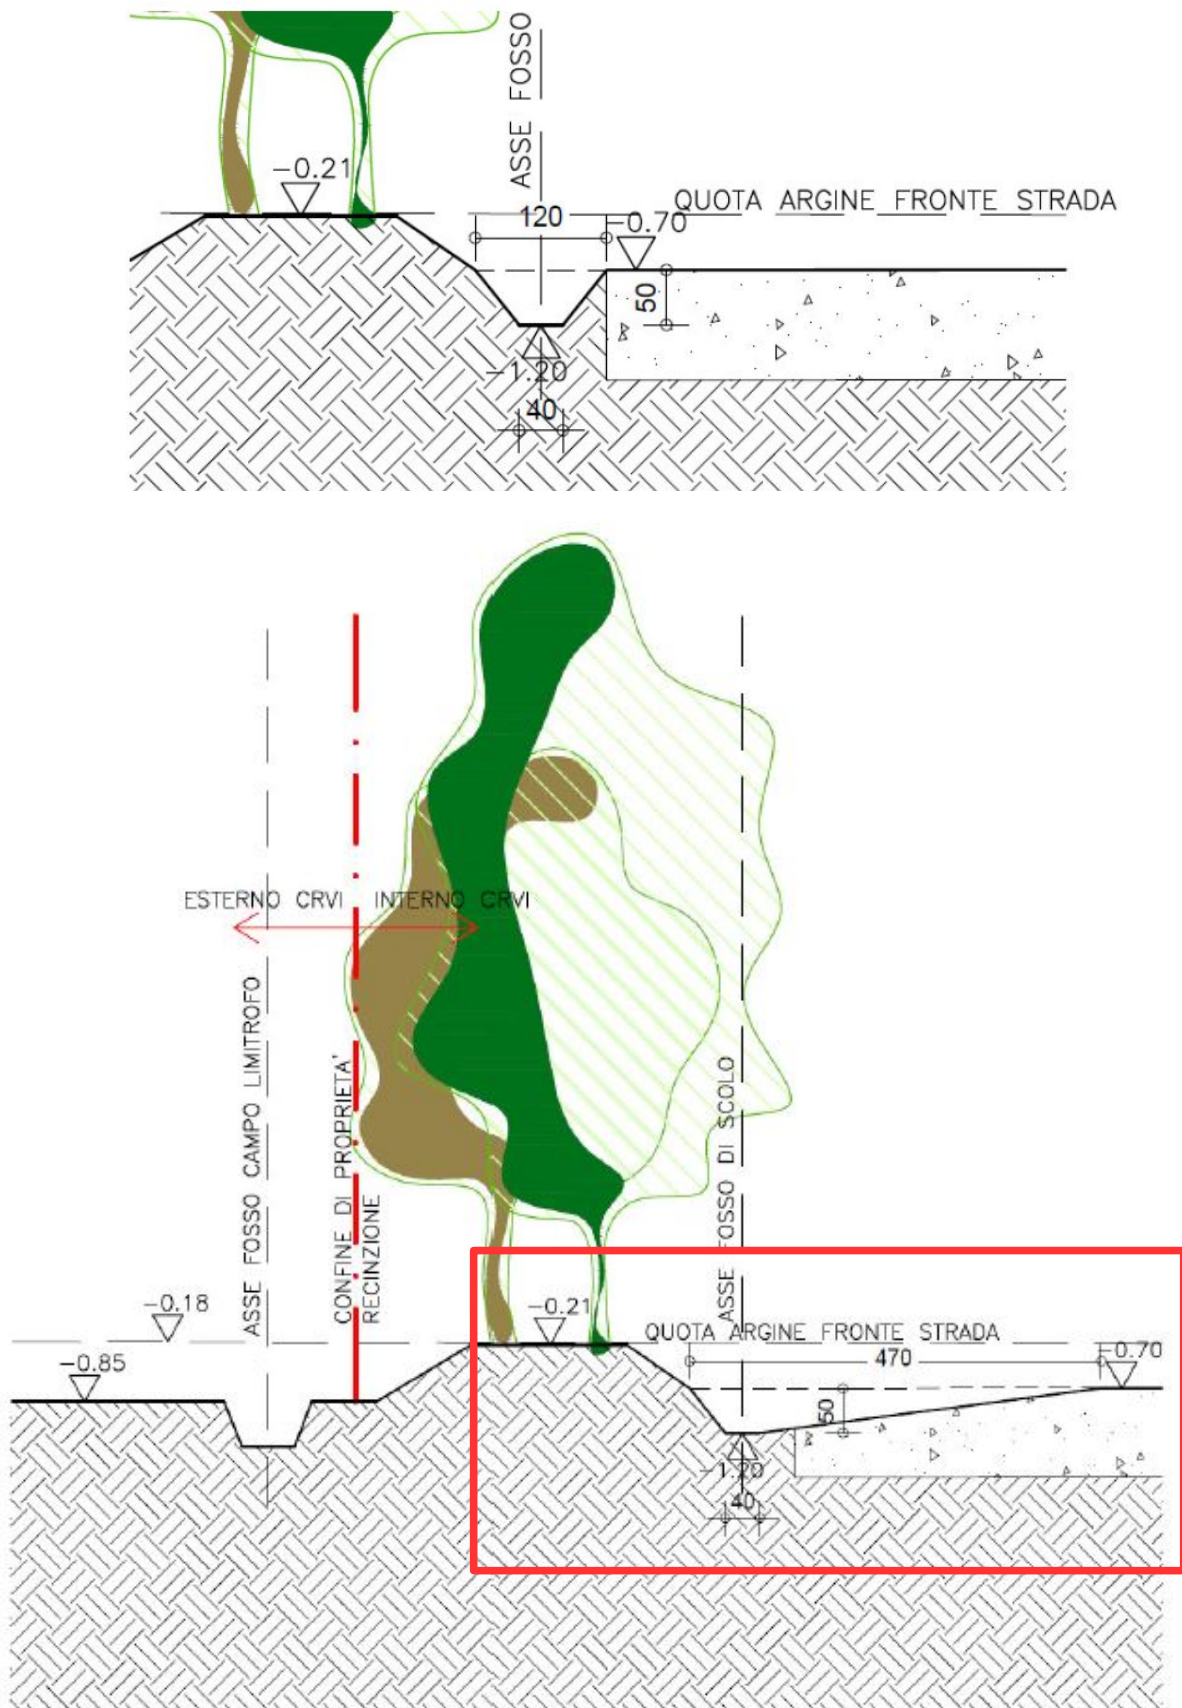 ASSE FOSSO
−0.21
QUOTA ARGINE FRONTE STRADA
120
−0.70
50
−1.20
40
ESTERNO CRVI
INTERNO CRVI
ASSE FOSSO CAMPO LIMITROFO
CONFINE DI PROPRIETA'
RECINZIONE
ASSE FOSSO DI SCOLO
−0.18
−0.21
QUOTA ARGINE FRONTE STRADA
−0.85
470
−0.70
50
−1.20
40